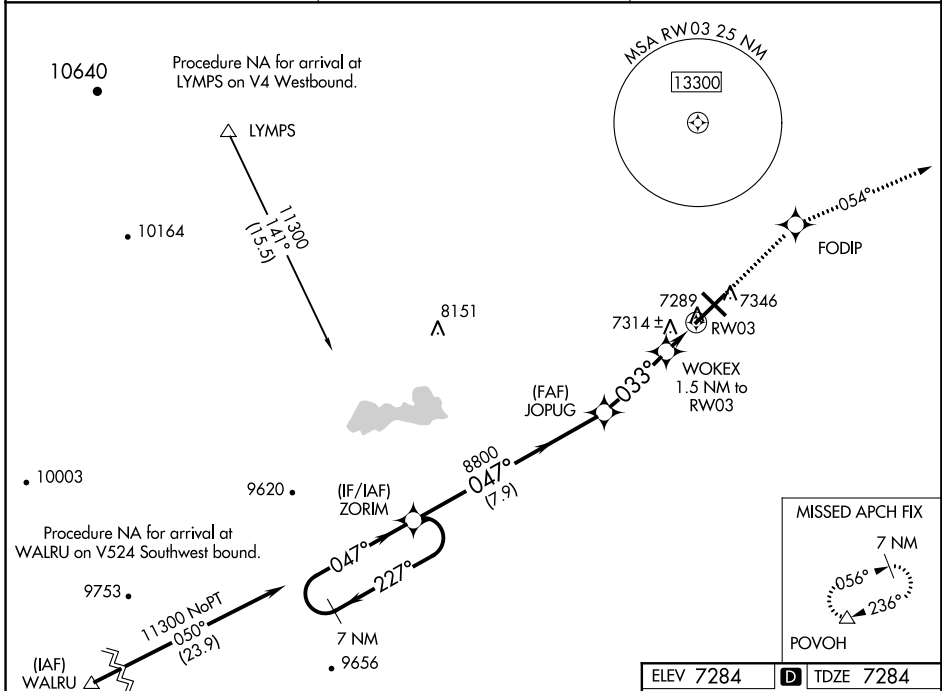 MSA RW03 25 NM
13300
10640
Procedure NA for arrival at
LYMPS on V4 Westbound.
LYMPS
11300
141°
(15.5)
10164
054°
FODIP
8151
7289
7346
7314 ±
RW03
WOKEX
1.5 NM to
RW03
033°
(FAF)
JOPUG
8800
047°
(7.9)
10003
9620
(IF/IAF)
ZORIM
Procedure NA for arrival at
WALRU on V524 Southwest bound.
047°
227°
7 NM
9753
11300 NoPT
050°
(23.9)
(IAF)
WALRU
9656
MISSED APCH FIX
7 NM
056°
236°
POVOH
ELEV 7284 D TDZE 7284